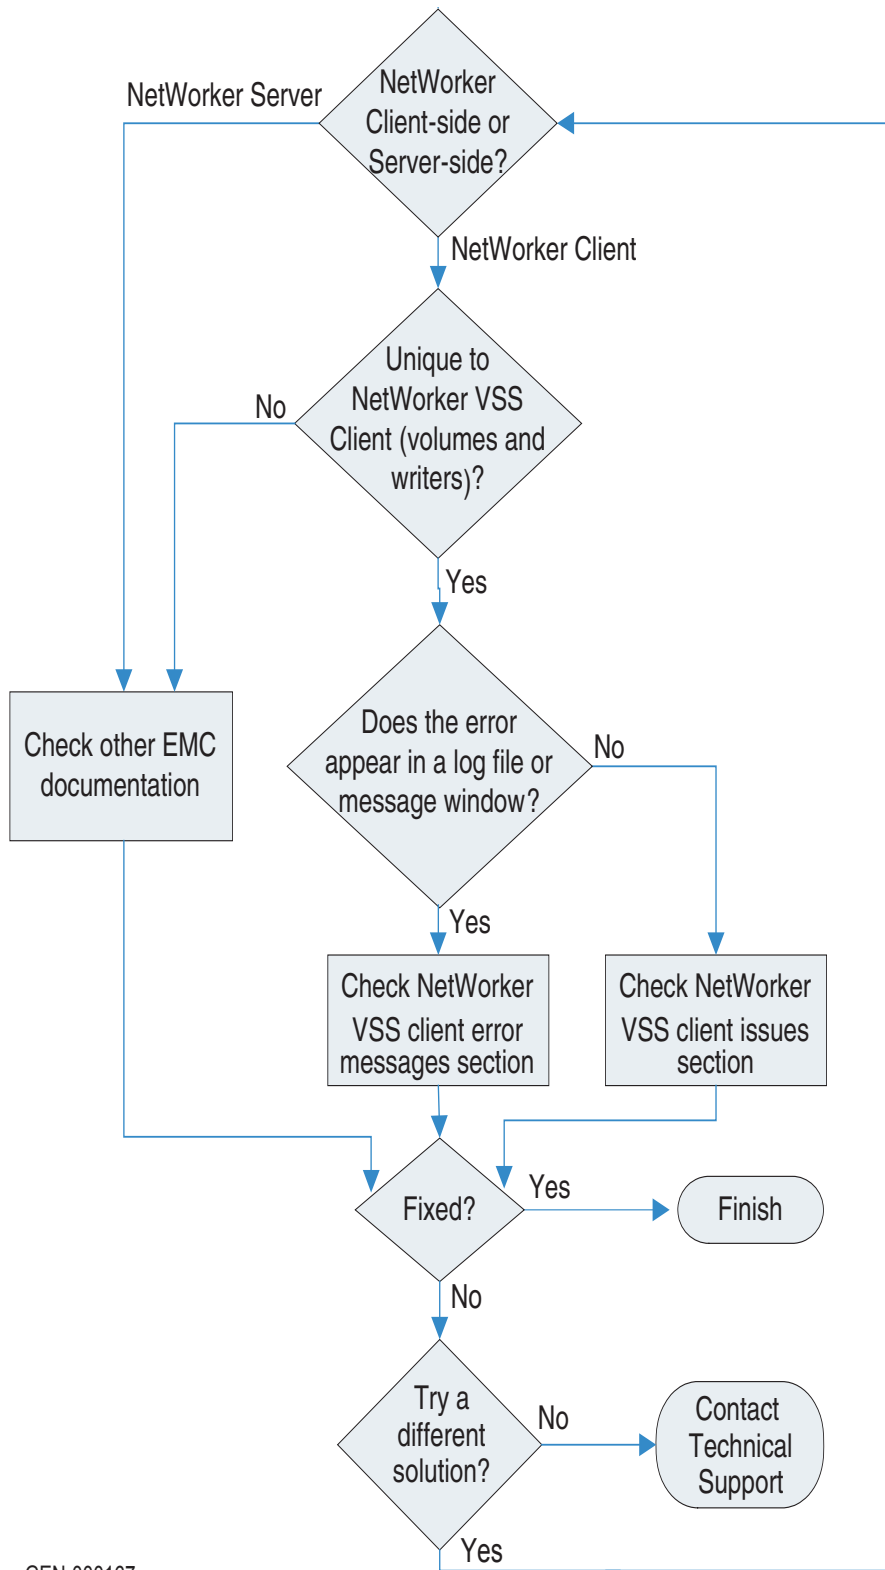 NetWorker
Client-side or
Server-side?
NetWorker Server
NetWorker Client
Unique to
NetWorker VSS
Client (volumes and
writers)?
No
Yes
Does the error
appear in a log file or
message window?
No
Check other EMC
documentation
Yes
Check NetWorker
VSS client error
messages section
Check NetWorker
VSS client issues
section
Fixed?
Yes
Finish
No
Try a
different
solution?
No
Contact
Technical
Support
Yes